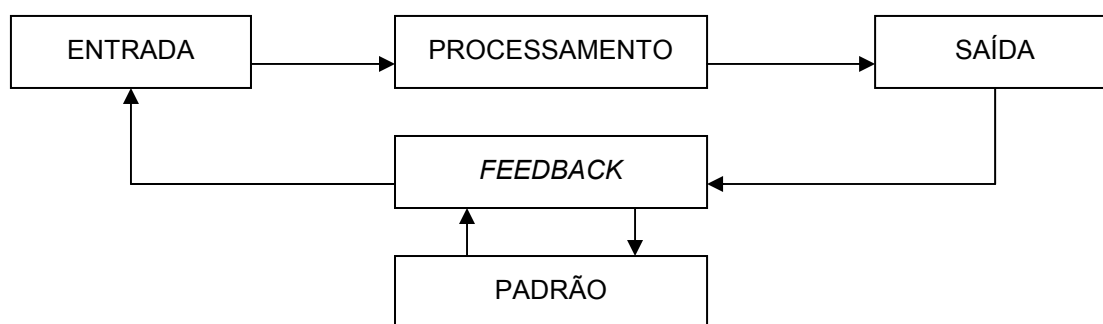 ENTRADA
PROCESSAMENTO
SAÍDA
FEEDBACK
PADRÃO